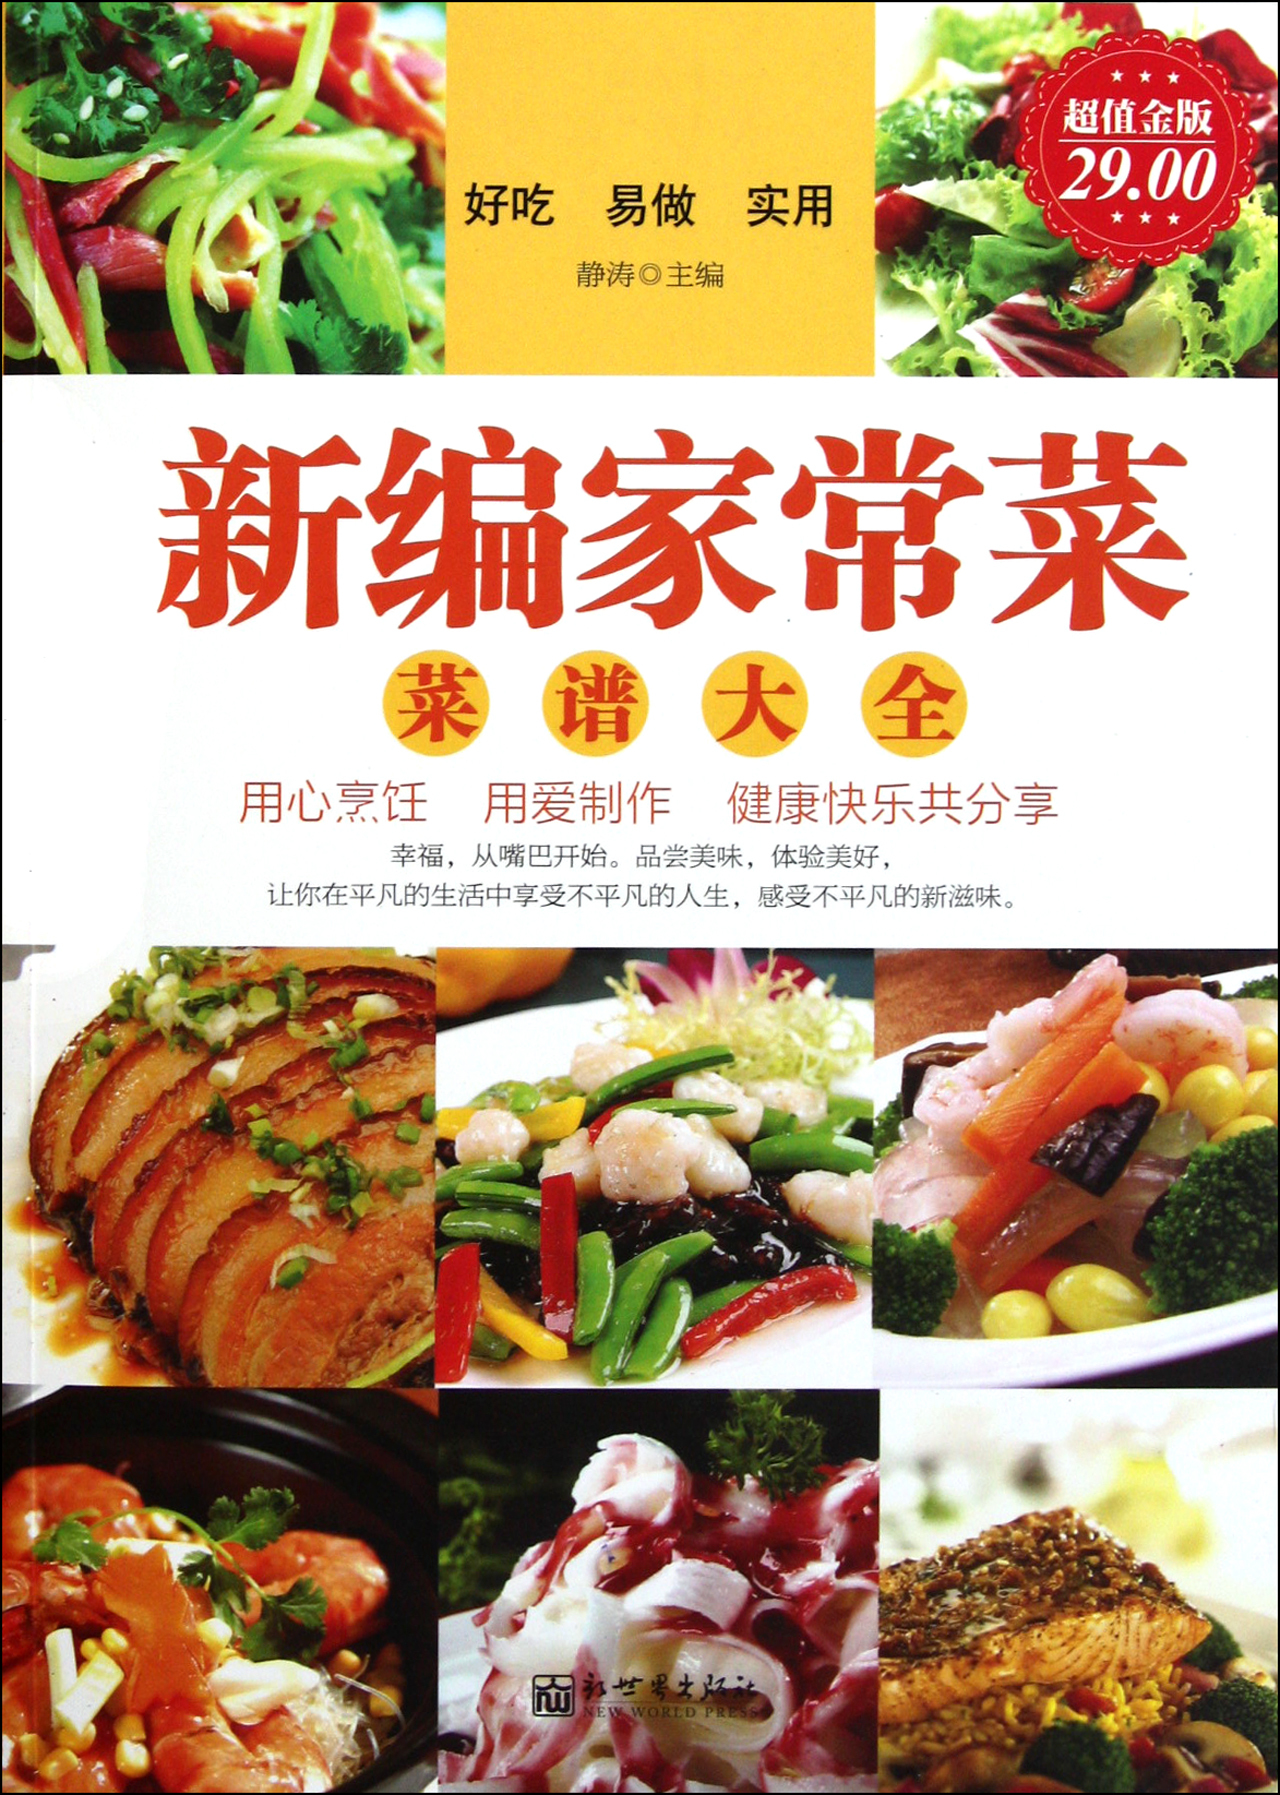 超值金版
29.00
好吃 易做 实用
静涛◎主编
新编家常菜
菜谱大全
用心烹饪 用爱制作 健康快乐共分享
幸福，从嘴巴开始。品尝美味，体验美好，
让你在平凡的生活中享受不平凡的人生，感受不平凡的新滋味。
新世界出版社
NEW WORLD PRESS